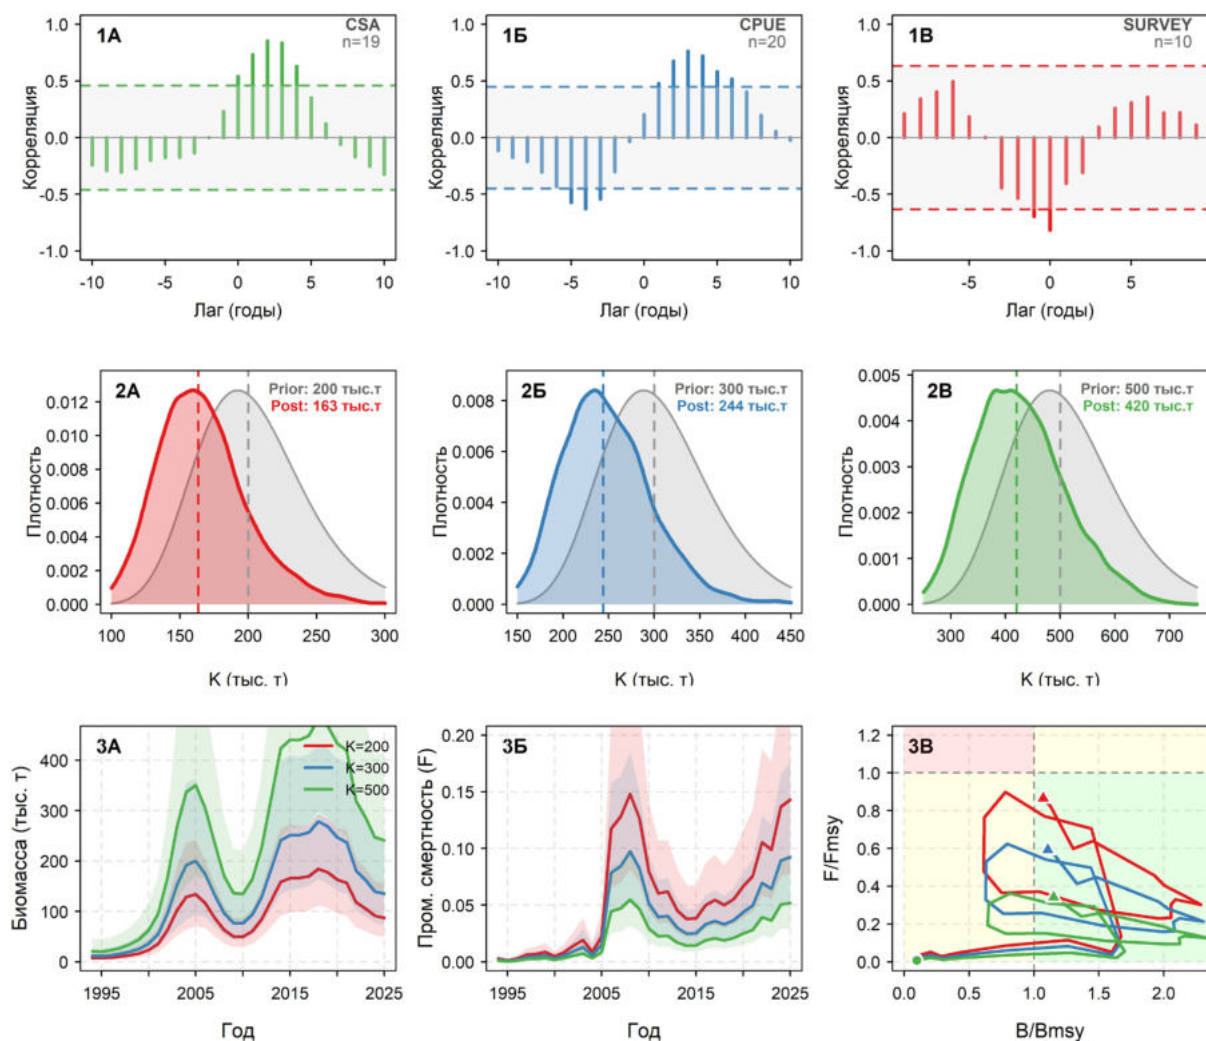 1А
CSA
n=19
Корреляция
1.0
0.5
0.0
-0.5
-1.0
-10
-5
0
5
10
Лаг (годы)
1Б
CPUE
n=20
Корреляция
1.0
0.5
0.0
-0.5
-1.0
-10
-5
0
5
10
Лаг (годы)
1В
SURVEY
n=10
Корреляция
1.0
0.5
0.0
-0.5
-1.0
-5
0
5
Лаг (годы)
2А
Prior: 200 тыс.т
Post: 163 тыс.т
Плотность
0.012
0.010
0.008
0.006
0.004
0.002
0.000
100
150
200
250
300
К (тыс. т)
2Б
Prior: 300 тыс.т
Post: 244 тыс.т
Плотность
0.008
0.006
0.004
0.002
0.000
150
200
250
300
350
400
450
К (тыс. т)
2В
Prior: 500 тыс.т
Post: 420 тыс.т
Плотность
0.005
0.004
0.003
0.002
0.001
0.000
300
400
500
600
700
К (тыс. т)
3А
K=200
K=300
K=500
Биомасса (тыс. т)
400
300
200
100
0
1995
2005
2015
2025
Год
3Б
Пром. смертность (F)
0.20
0.15
0.10
0.05
0.00
1995
2005
2015
2025
Год
3В
F/Fmsy
1.2
1.0
0.8
0.6
0.4
0.2
0.0
0.0
0.5
1.0
1.5
2.0
B/Bmsy